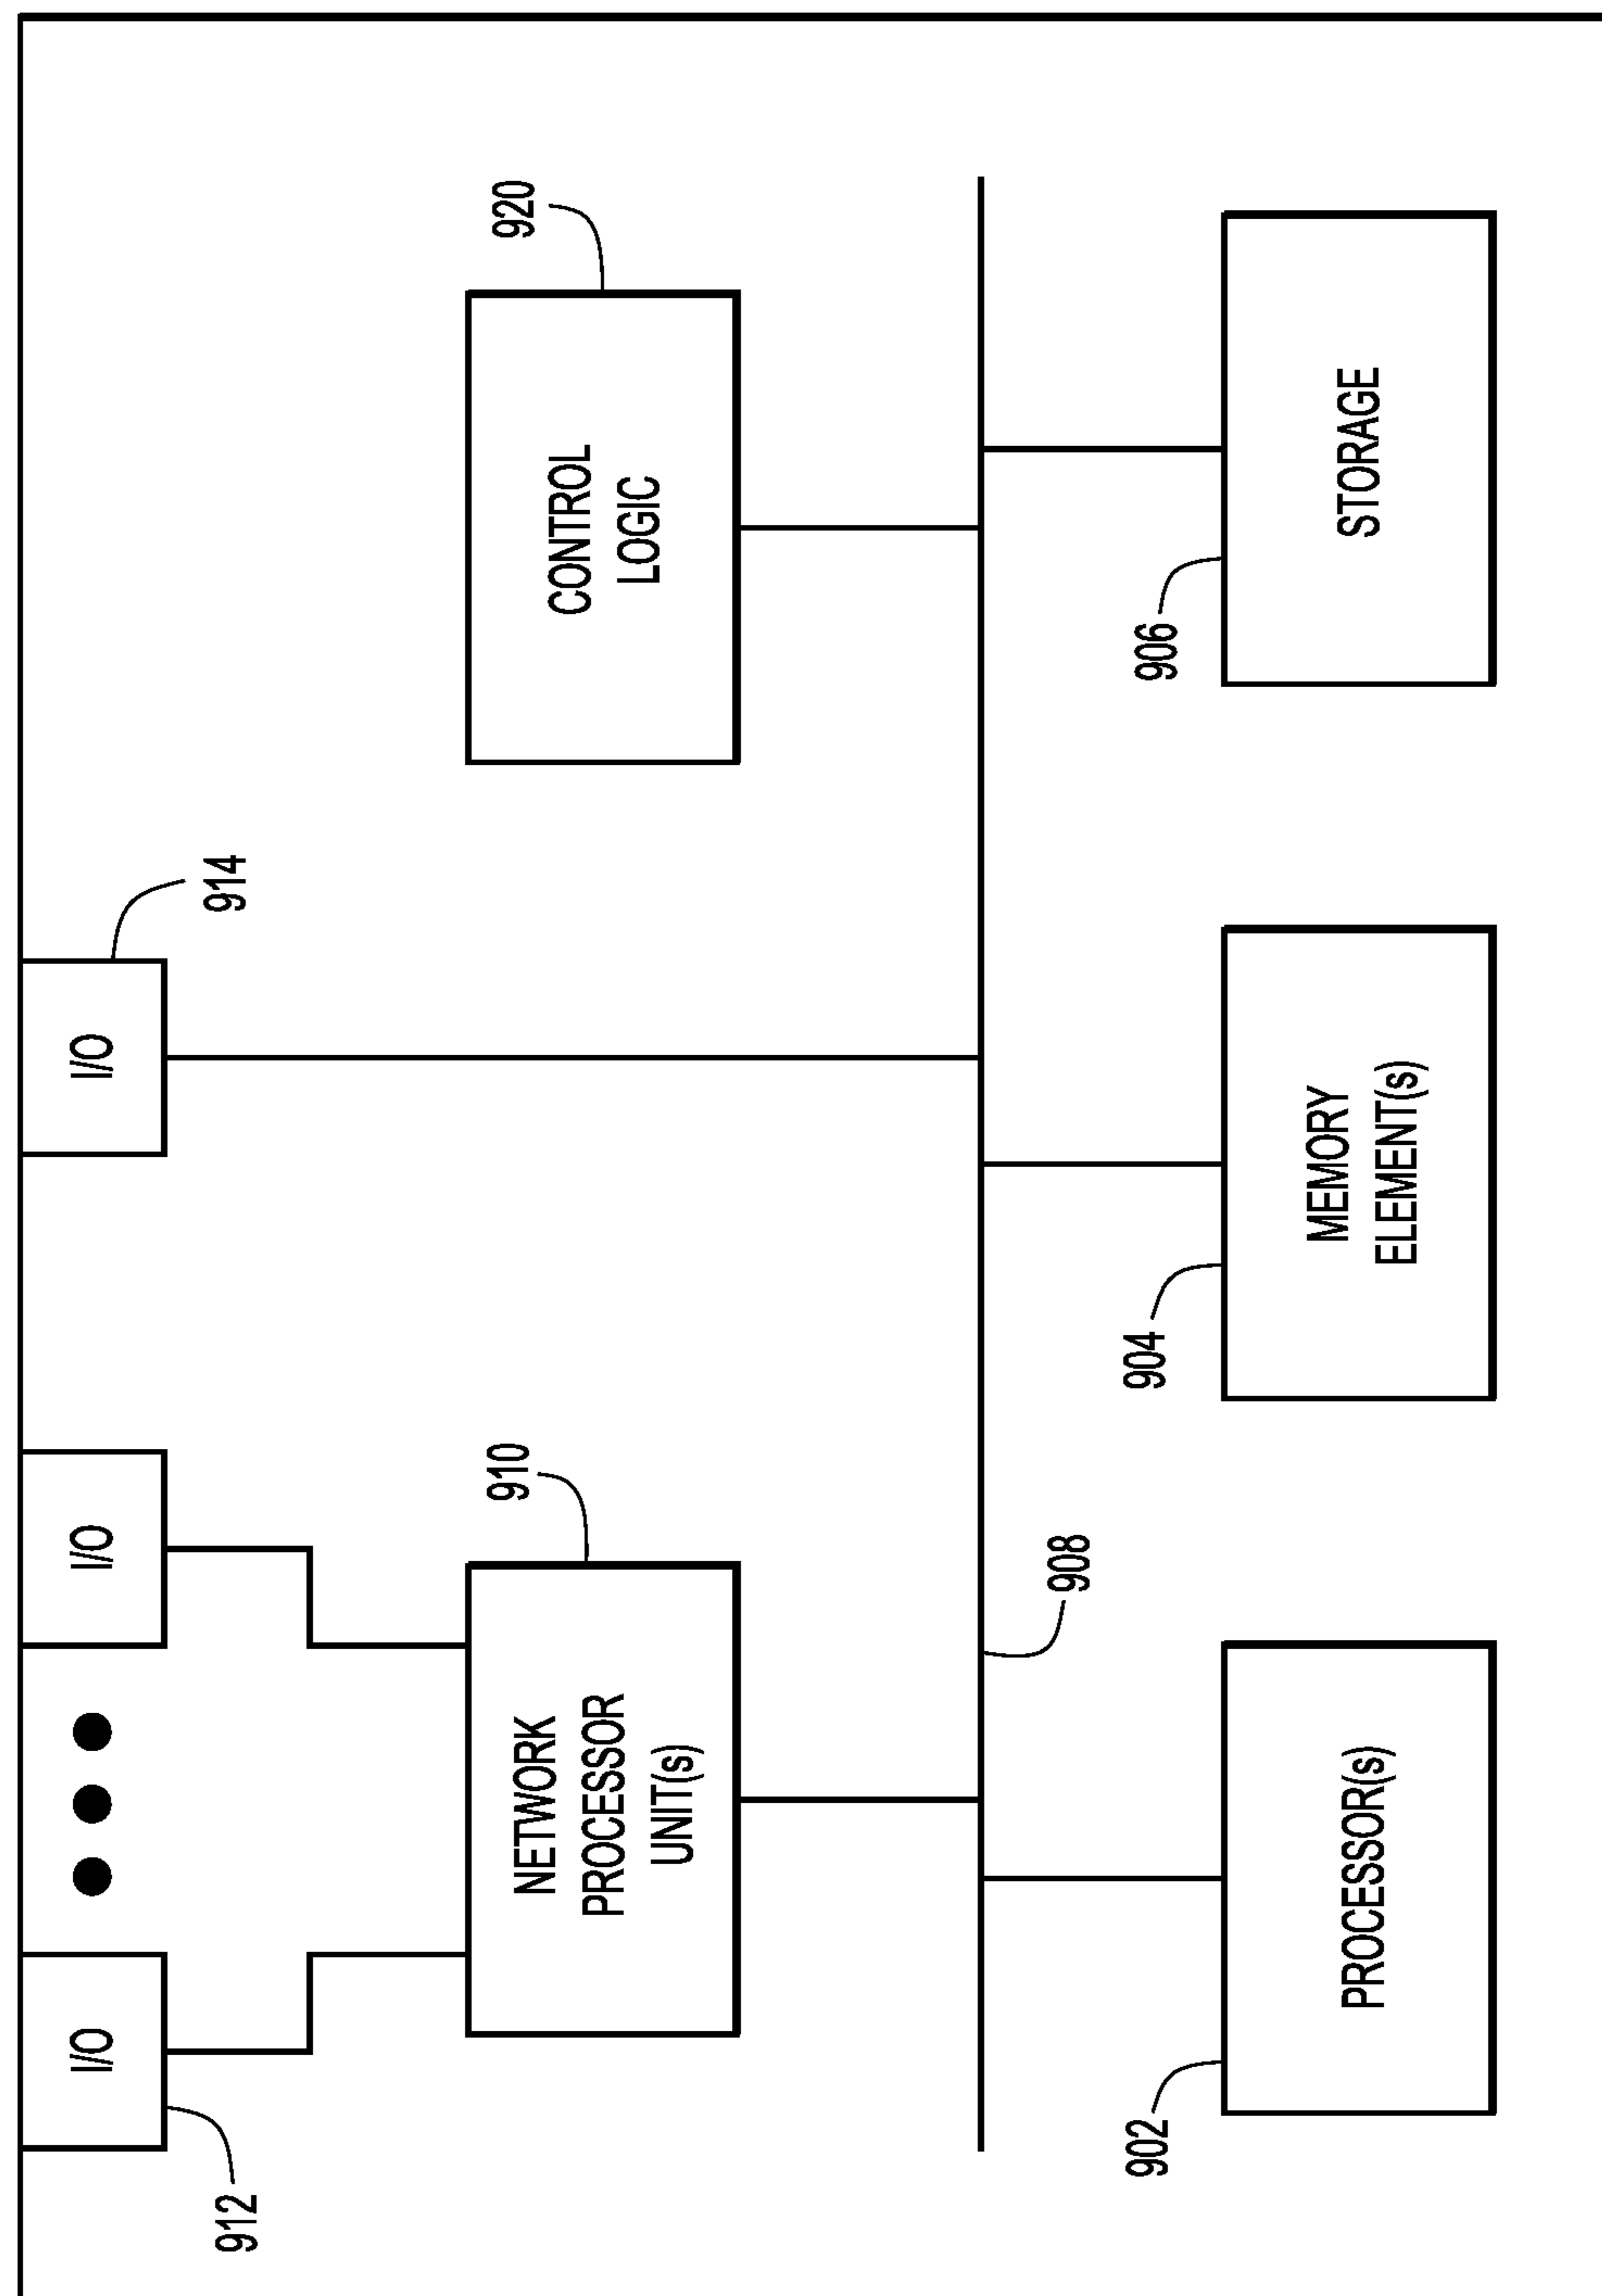 I/O
I/O
I/O
912
914
910
920
NETWORK
PROCESSOR
UNIT(s)
CONTROL
LOGIC
908
902
904
906
PROCESSOR(s)
MEMORY
ELEMENT(s)
STORAGE